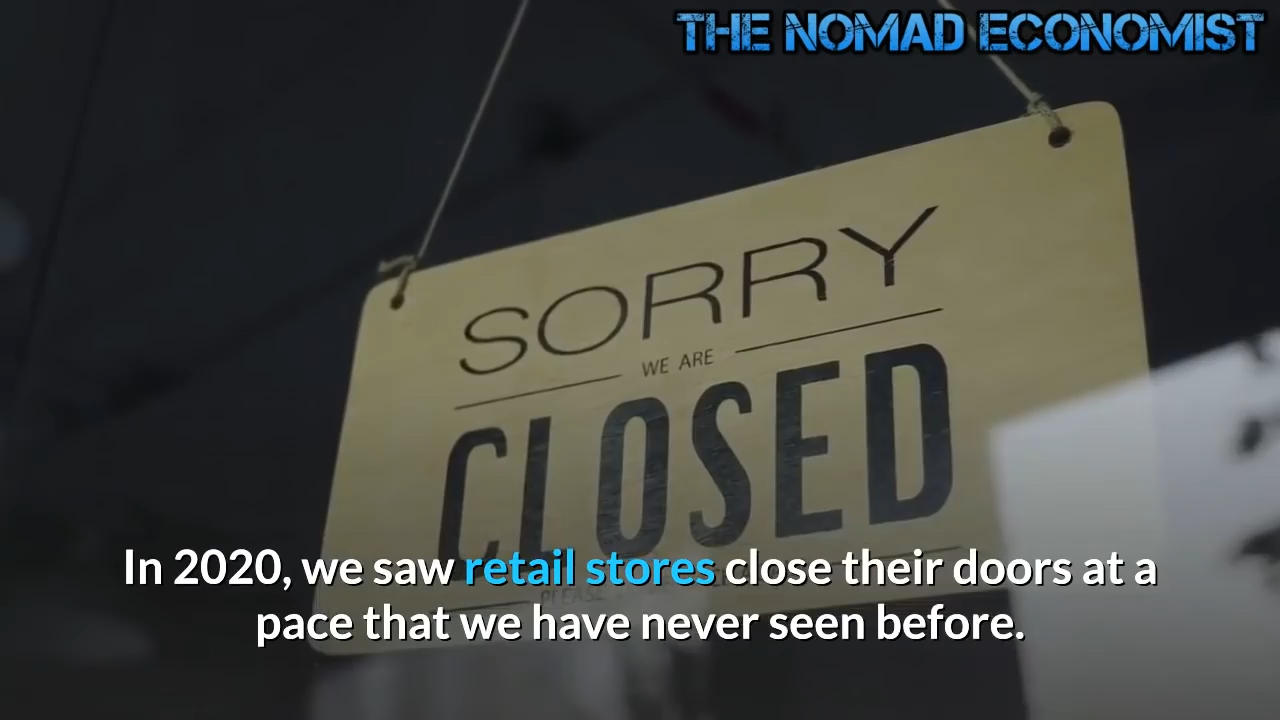 THE NOMAD ECONOMIST
SORRY
WE ARE
CLOSED
PLEASE
In 2020, we saw retail stores close their doors at a
pace that we have never seen before.